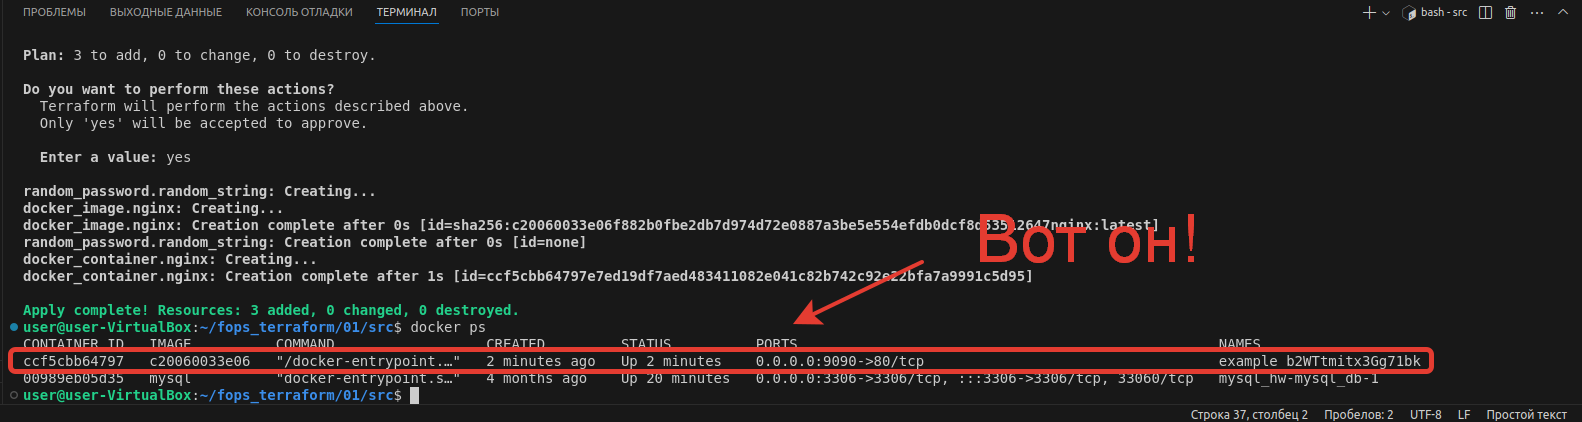 ПРОБЛЕМЫ ВЫХОДНЫЕ ДАННЫЕ КОНСОЛЬ ОТЛАДКИ ТЕРМИНАЛ ПОРТЫ bash - src
Plan: 3 to add, 0 to change, 0 to destroy.
Do you want to perform these actions?
Terraform will perform the actions described above.
Only 'yes' will be accepted to approve.
Enter a value: yes
random_password.random_string: Creating...
docker_image.nginx: Creating...
docker_image.nginx: Creation complete after 0s
random_password.random_string: Creation complete after 0s [id=none]
docker_container.nginx: Creating...
docker_container.nginx: Creation complete after 1s
Вот он!
Apply complete! Resources: 3 added, 0 changed, 0 destroyed.
user@user-VirtualBox:~/fops_terraform/01/src$ docker ps
CONTAINER ID IMAGE COMMAND CREATED STATUS PORTS NAMES
ccf5cbb64797 c20060033e06 "/docker-entrypoint.…" 2 minutes ago Up 2 minutes 0.0.0.0:9090->80/tcp example_b2WTtmitx3Gg71bk
00989eb05d35 mysql "docker-entrypoint.s…" 4 months ago Up 20 minutes 0.0.0.0:3306->3306/tcp, :::3306->3306/tcp, 33060/tcp mysql_hw-mysql_db-1
user@user-VirtualBox:~/fops_terraform/01/src$
Строка 37, столбец 2 Пробелов: 2 UTF-8 LF Простой текст